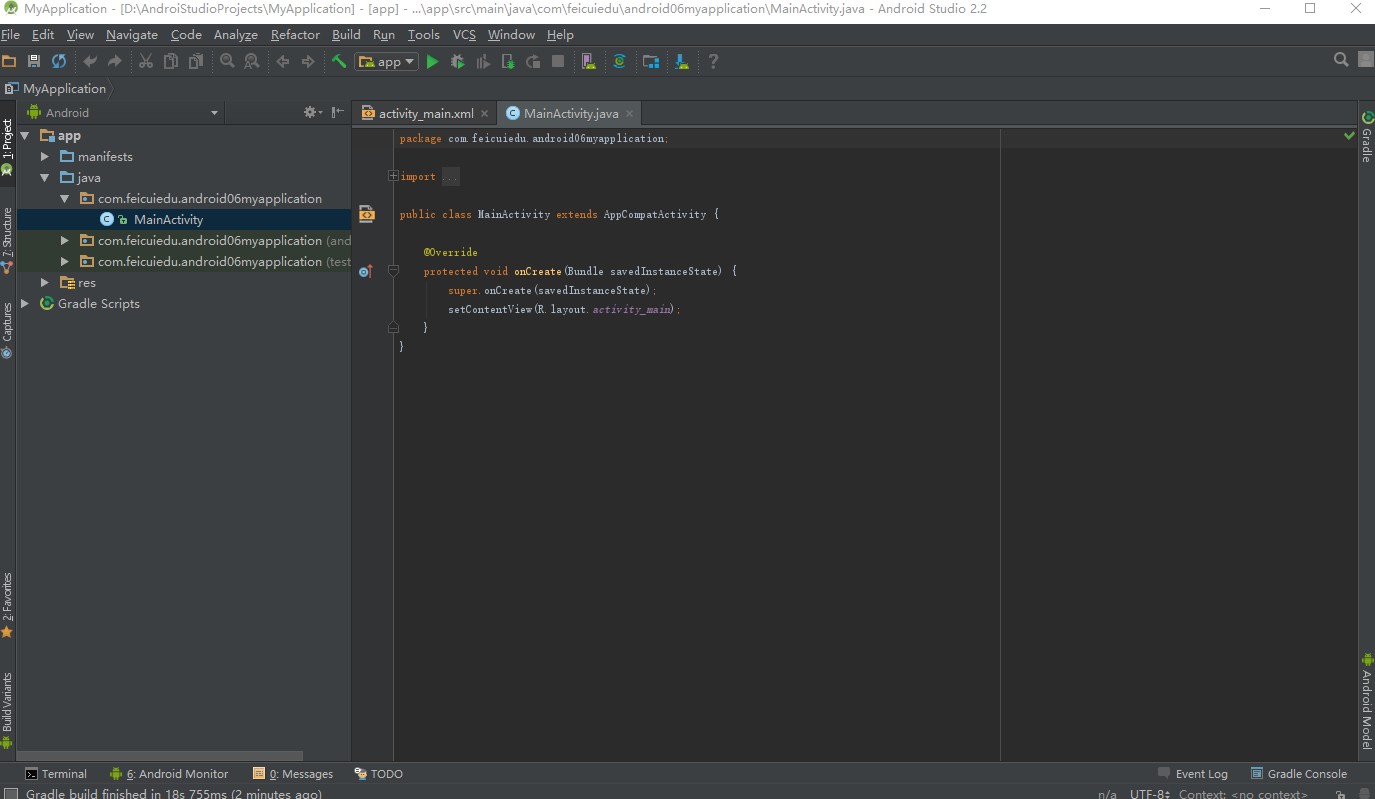 MyApplication - [D:\AndroiStudioProjects\MyApplication] - [app] - ...\app\src\main\java\com\feicuiedu\android06myapplication\MainActivity.java - Android Studio 2.2
File Edit View Navigate Code Analyze Refactor Build Run Tools VCS Window Help
app
MyApplication
Android
activity_main.xml
MainActivity.java
1: Project
7: Structure
Captures
2: Favorites
Build Variants
app
manifests
java
com.feicuiedu.android06myapplication
MainActivity
com.feicuiedu.android06myapplication (and
com.feicuiedu.android06myapplication (test
res
Gradle Scripts
package com.feicuiedu.android06myapplication;
import ...
public class MainActivity extends AppCompatActivity {
@Override
protected void onCreate(Bundle savedInstanceState) {
super.onCreate(savedInstanceState);
setContentView(R.layout.activity_main);
}
}
Gradle
Android Model
Terminal 6: Android Monitor 0: Messages TODO Event Log Gradle Console
Gradle build finished in 18s 755ms (2 minutes ago) n/a UTF-8 Context: <no context>